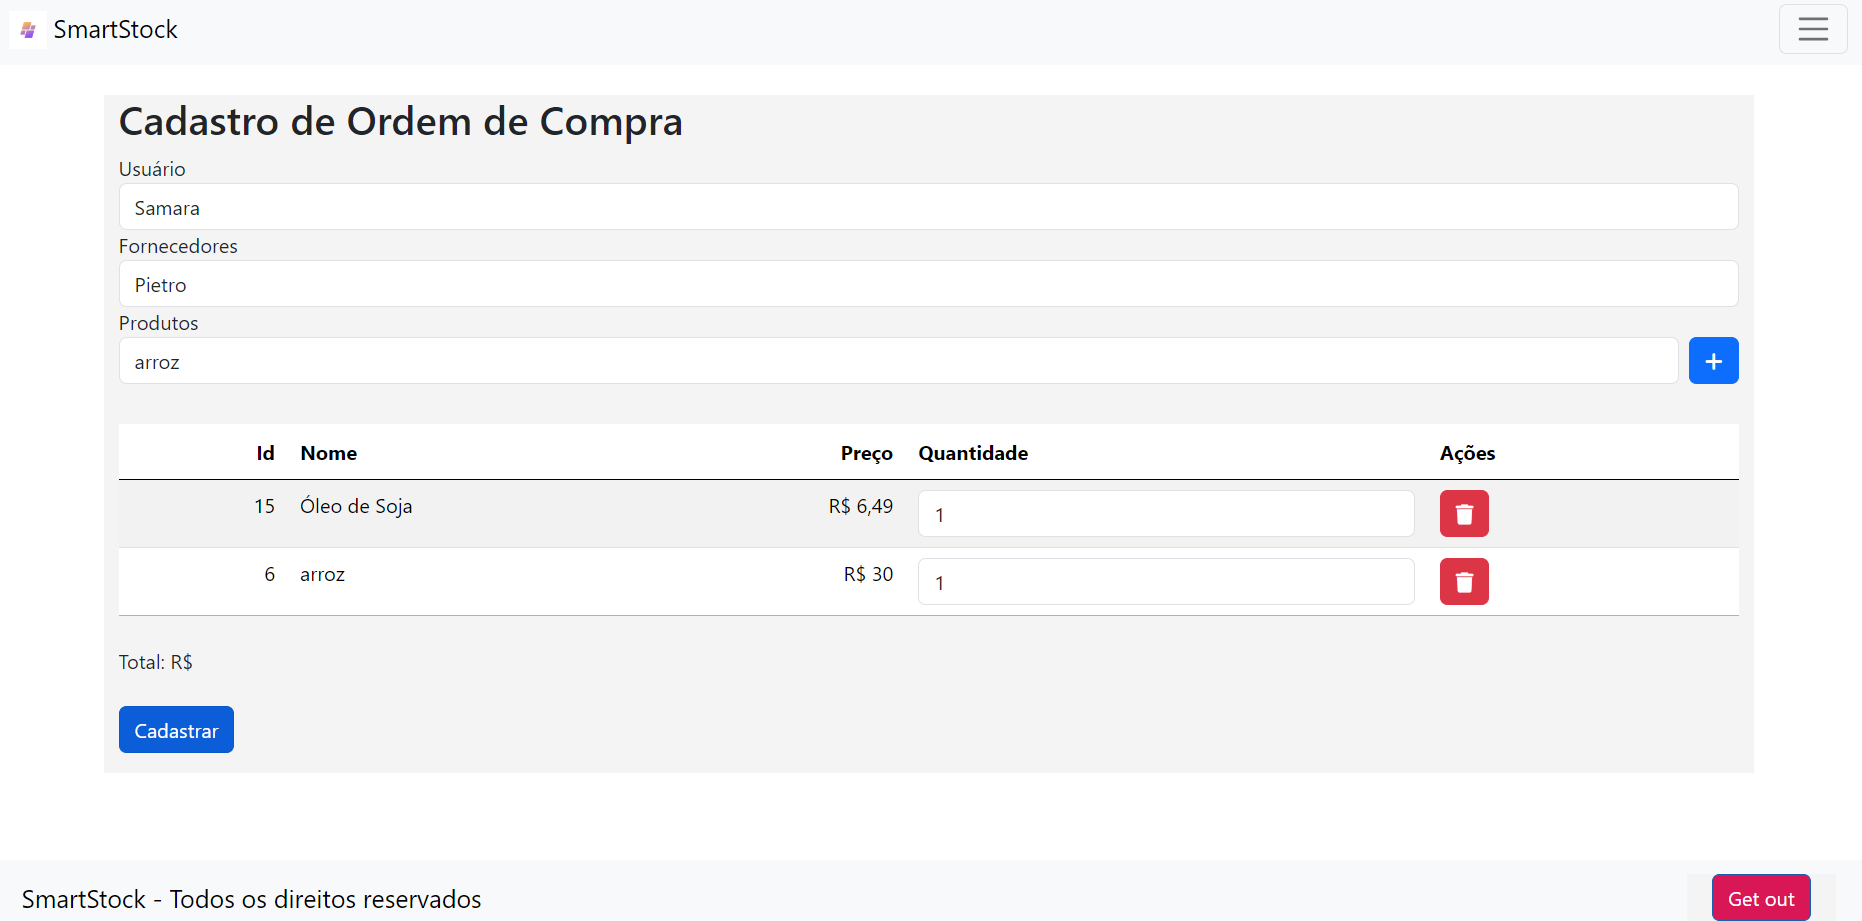 SmartStock
Cadastro de Ordem de Compra
Usuário
Samara
Fornecedores
Pietro
Produtos
arroz
+
Id Nome Preço Quantidade Ações
15 Óleo de Soja R$ 6,49 1
6 arroz R$ 30 1
Total: R$
Cadastrar
SmartStock - Todos os direitos reservados
Get out